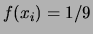 f(x_i) = 1/9